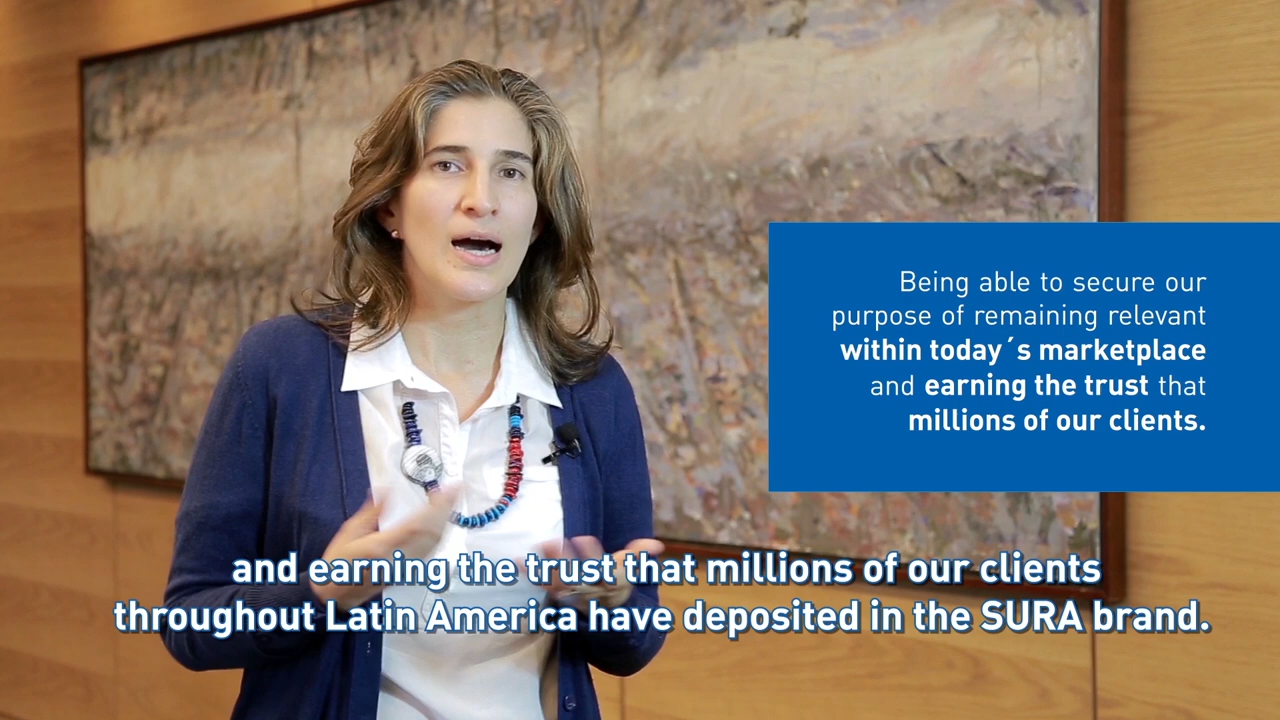 Being able to secure our
purpose of remaining relevant
within today´s marketplace
and earning the trust that
millions of our clients.
and earning the trust that millions of our clients
throughout Latin America have deposited in the SURA brand.